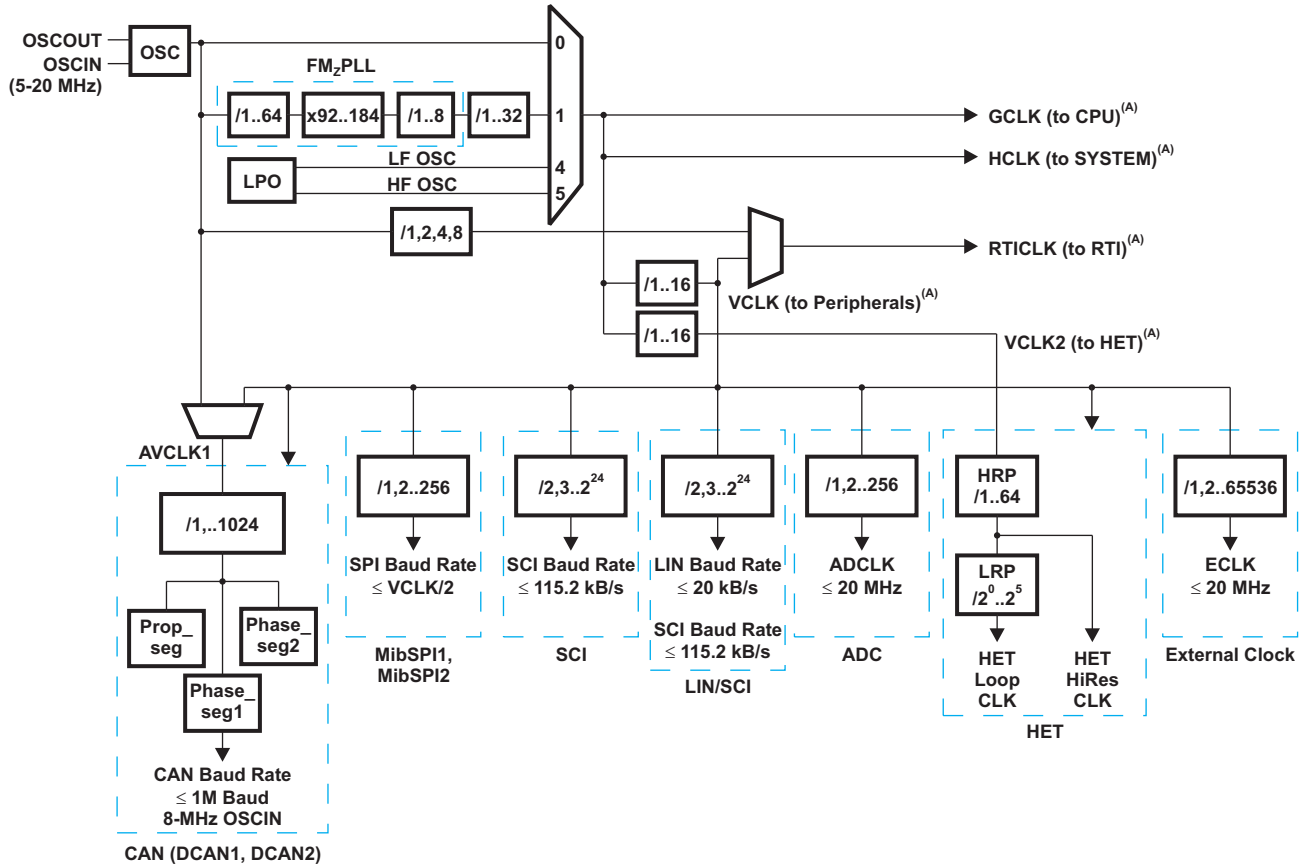 OSCOUT
OSCIN
(5-20 MHz)
OSC
FMzPLL
/1..64
x92..184
/1..8
/1..32
0
1
4
5
LPO
LF OSC
HF OSC
/1,2,4,8
GCLK (to CPU)(A)
HCLK (to SYSTEM)(A)
RTICLK (to RTI)(A)
/1..16
VCLK (to Peripherals)(A)
/1..16
VCLK2 (to HET)(A)
AVCLK1
/1,..1024
Prop_
seg
Phase_
seg2
Phase_
seg1
CAN Baud Rate
≤ 1M Baud
8-MHz OSCIN
CAN (DCAN1, DCAN2)
/1,2..256
SPI Baud Rate
≤ VCLK/2
MibSPI1,
MibSPI2
/2,3..2^24
SCI Baud Rate
≤ 115.2 kB/s
SCI
/2,3..2^24
LIN Baud Rate
≤ 20 kB/s
SCI Baud Rate
≤ 115.2 kB/s
LIN/SCI
/1,2..256
ADCLK
≤ 20 MHz
ADC
HRP
/1..64
LRP
/2^0..2^5
HET
Loop
CLK
HET
HiRes
CLK
HET
/1,2..65536
ECLK
≤ 20 MHz
External Clock